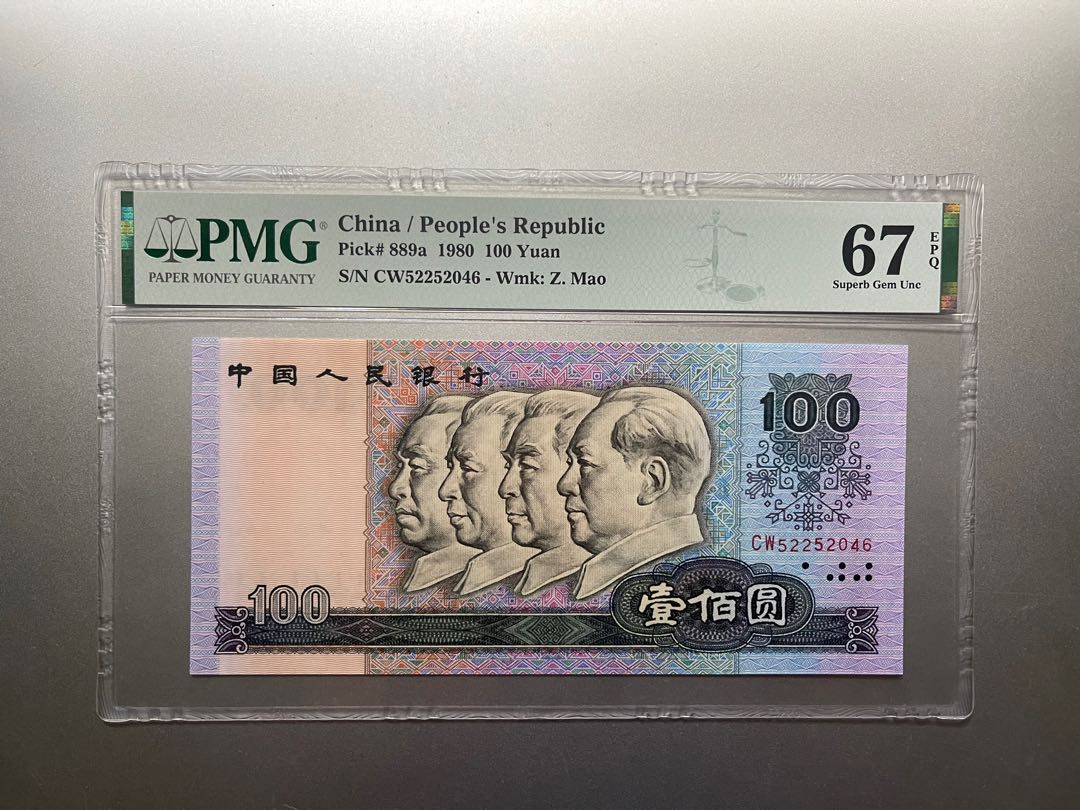 PMG®
PAPER MONEY GUARANTY
China / People's Republic
Pick# 889a 1980 100 Yuan
S/N CW52252046 - Wmk: Z. Mao
67 EPQ
Superb Gem Unc
中国人民银行
100
CW52252046
100
壹佰圆